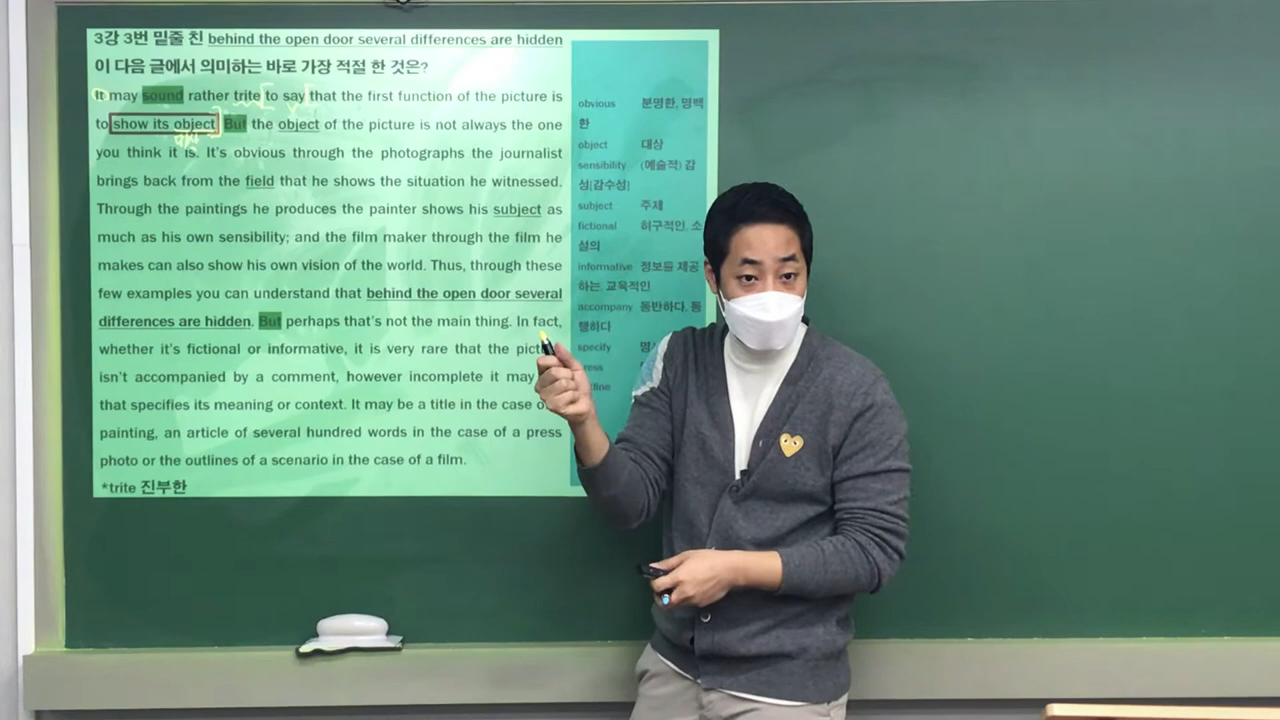 3강 3번 밑줄 친 behind the open door several differences are hidden
이 다음 글에서 의미하는 바로 가장 적절 한 것은?
It may sound rather trite to say that the first function of the picture is
to show its object But the object of the picture is not always the one
you think it is. It's obvious through the photographs the journalist
brings back from the field that he shows the situation he witnessed.
Through the paintings he produces the painter shows his subject as
much as his own sensibility; and the film maker through the film he
makes can also show his own vision of the world. Thus, through these
few examples you can understand that behind the open door several
differences are hidden. But perhaps that's not the main thing. In fact,
whether it's fictional or informative, it is very rare that the
isn't accompanied by a comment, however incomplete it may
that specifies its meaning or context. It may be a title in the case
painting, an article of several hundred words in the case of a press
photo or the outlines of a scenario in the case of a film.
*trite 진부한
obvious 분명한, 명백
한
object 대상
sensibility (예술적) 감
성[감수성]
subject 주제
fictional 허구적인, 소
설의
informative 정보를 제공
하는, 교육적인
accompany 동반하다, 동
행하다
specify